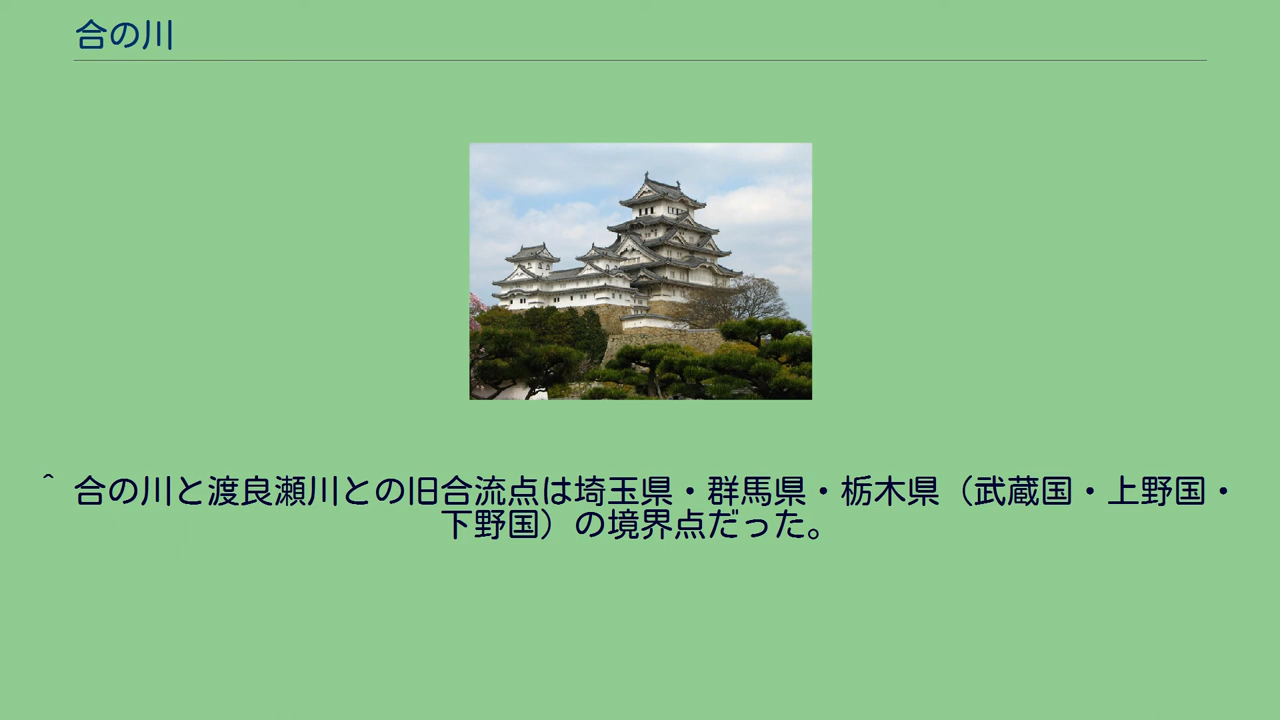 合の川
^ 合の川と渡良瀬川との旧合流点は埼玉県・群馬県・栃木県（武蔵国・上野国・
下野国）の境界点だった。